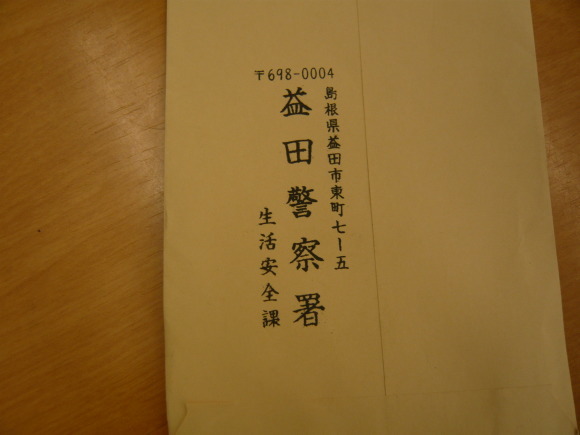 〒698-0004
島根県益田市東町七ー五
益田警察署
生活安全課